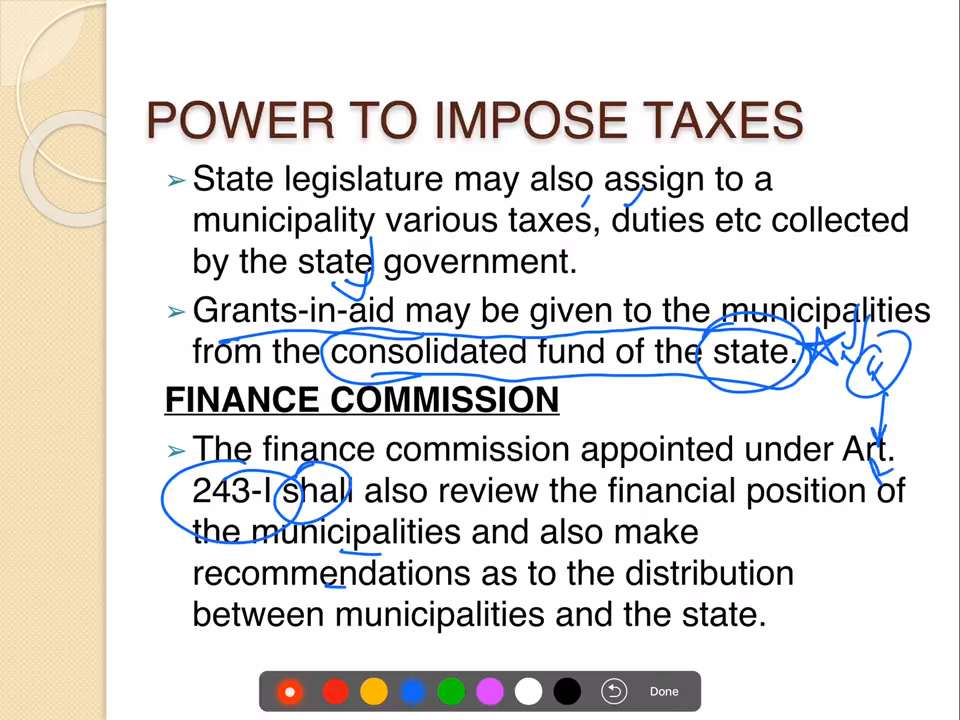 POWER TO IMPOSE TAXES
➢ State legislature may also assign to a
municipality various taxes, duties etc collected
by the state government.
➢ Grants-in-aid may be given to the municipalities
from the consolidated fund of the state.
FINANCE COMMISSION
➢ The finance commission appointed under Art.
243-I shall also review the financial position of
the municipalities and also make
recommendations as to the distribution
between municipalities and the state.
Done